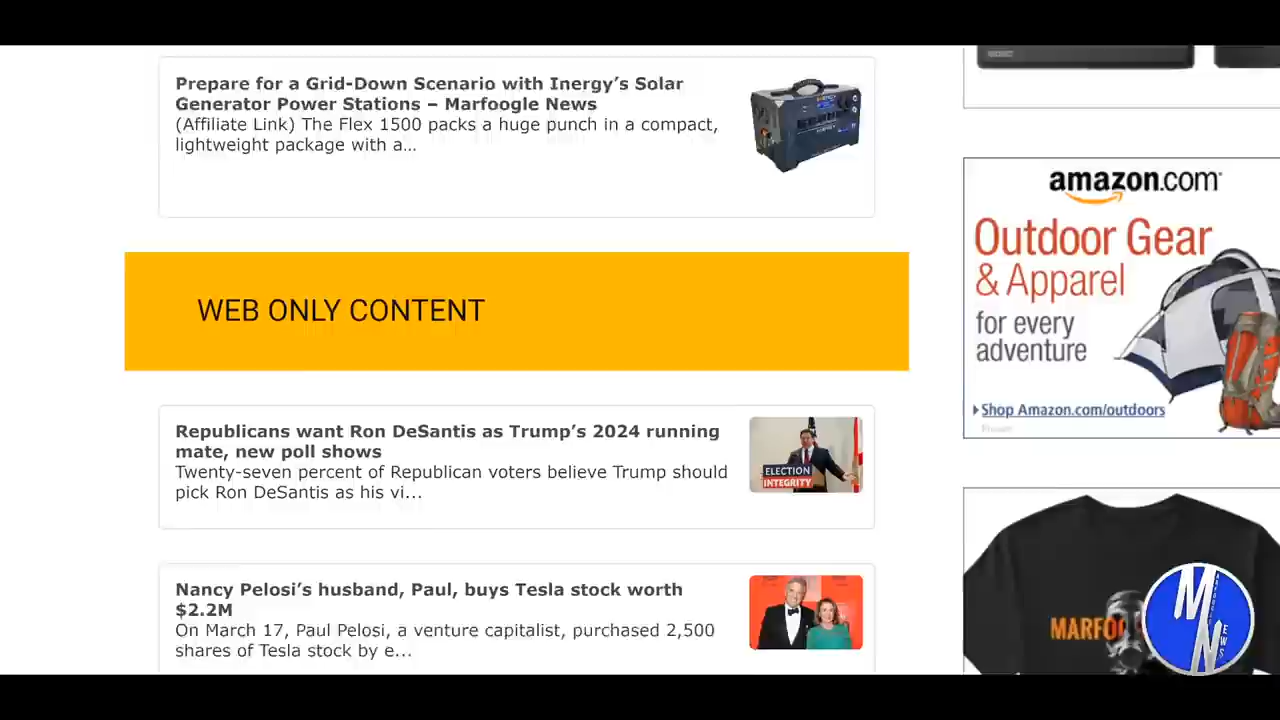 Prepare for a Grid-Down Scenario with Inergy’s Solar
Generator Power Stations – Marfoogle News
(Affiliate Link) The Flex 1500 packs a huge punch in a compact,
lightweight package with a...
WEB ONLY CONTENT
Republicans want Ron DeSantis as Trump’s 2024 running
mate, new poll shows
Twenty-seven percent of Republican voters believe Trump should
pick Ron DeSantis as his vi...
ELECTION
INTEGRITY
Nancy Pelosi’s husband, Paul, buys Tesla stock worth
$2.2M
On March 17, Paul Pelosi, a venture capitalist, purchased 2,500
shares of Tesla stock by e...
amazon.com
Outdoor Gear
& Apparel
for every
adventure
Shop Amazon.com/outdoors
MARFOO
MN